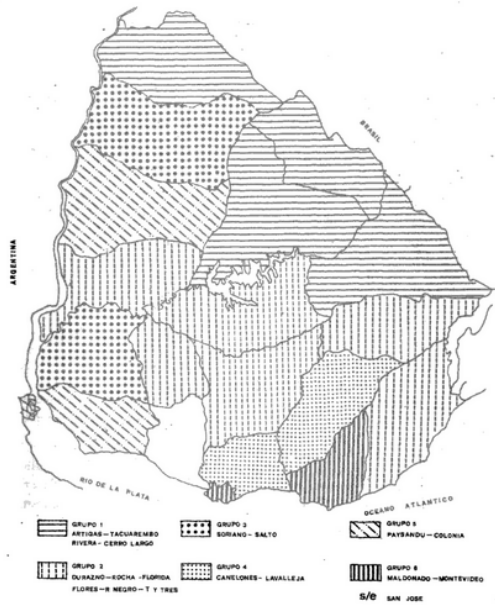 BRASIL
ARGENTINA
RIO DE LA PLATA
OCEANO ATLANTICO
GRUPO 1
ARTIGAS-TACUAREMBO
RIVERA-CERRO LARGO
GRUPO 3
SORIANO-SALTO
GRUPO 5
PAYSANDU-COLONIA
GRUPO 2
DURAZNO-ROCHA-FLORIDA
FLORES-R NEGRO-T Y TRES
GRUPO 4
CANELONES-LAVALLEJA
GRUPO 6
MALDONADO-MONTEVIDEO
s/e SAN JOSE